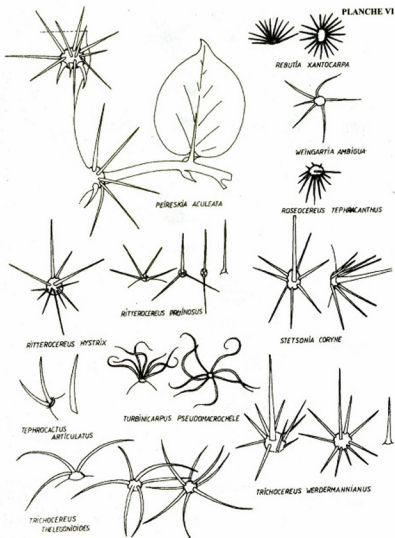 PLANCHE VI
REBUTIA XANTOCARPA
WEINGARTIA AMBIGUA
PEIRESKIA ACULEATA
ROSEOCEREUS TEPHRACANTHUS
RITTEROCEREUS PRUINOSUS
RITTEROCEREUS HYSTRIX
STETSONIA CORYNE
TEPHROCACTUS
ARTICULATUS
TURBINICARPUS PSEUDOMACROCHELE
TRICHOCEREUS WERDERMANNIANUS
TRICHOCEREUS
THELEGONOIDES